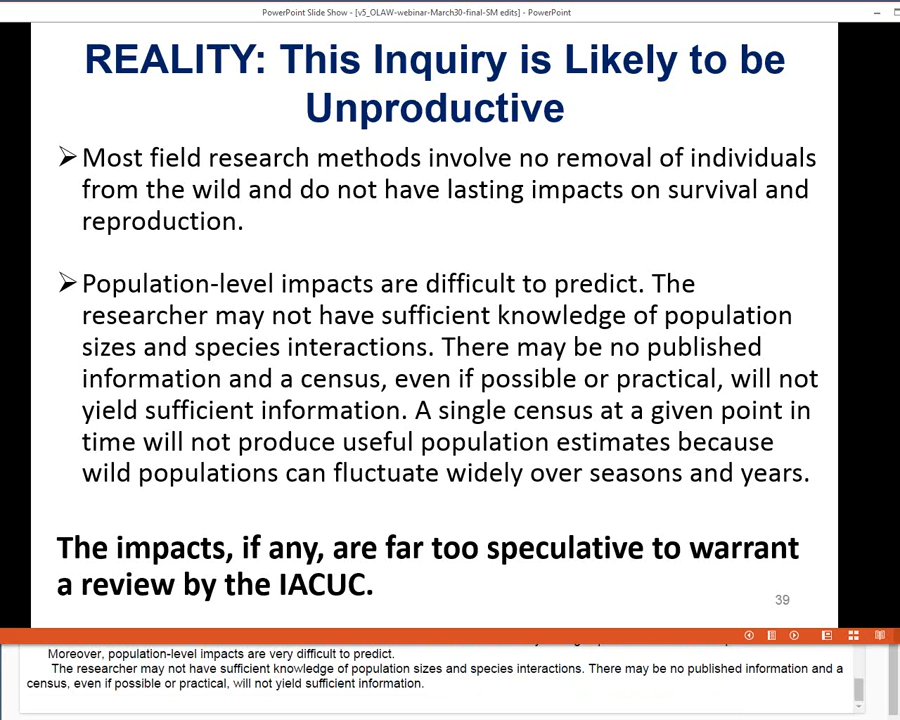 PowerPoint Slide Show - [v5_OLAW-webinar-March30-final-SM edits] - PowerPoint
REALITY: This Inquiry is Likely to be
Unproductive
➢ Most field research methods involve no removal of individuals
from the wild and do not have lasting impacts on survival and
reproduction.
➢ Population-level impacts are difficult to predict. The
researcher may not have sufficient knowledge of population
sizes and species interactions. There may be no published
information and a census, even if possible or practical, will not
yield sufficient information. A single census at a given point in
time will not produce useful population estimates because
wild populations can fluctuate widely over seasons and years.
The impacts, if any, are far too speculative to warrant
a review by the IACUC.
39
Moreover, population-level impacts are very difficult to predict.
The researcher may not have sufficient knowledge of population sizes and species interactions. There may be no published information and a
census, even if possible or practical, will not yield sufficient information.